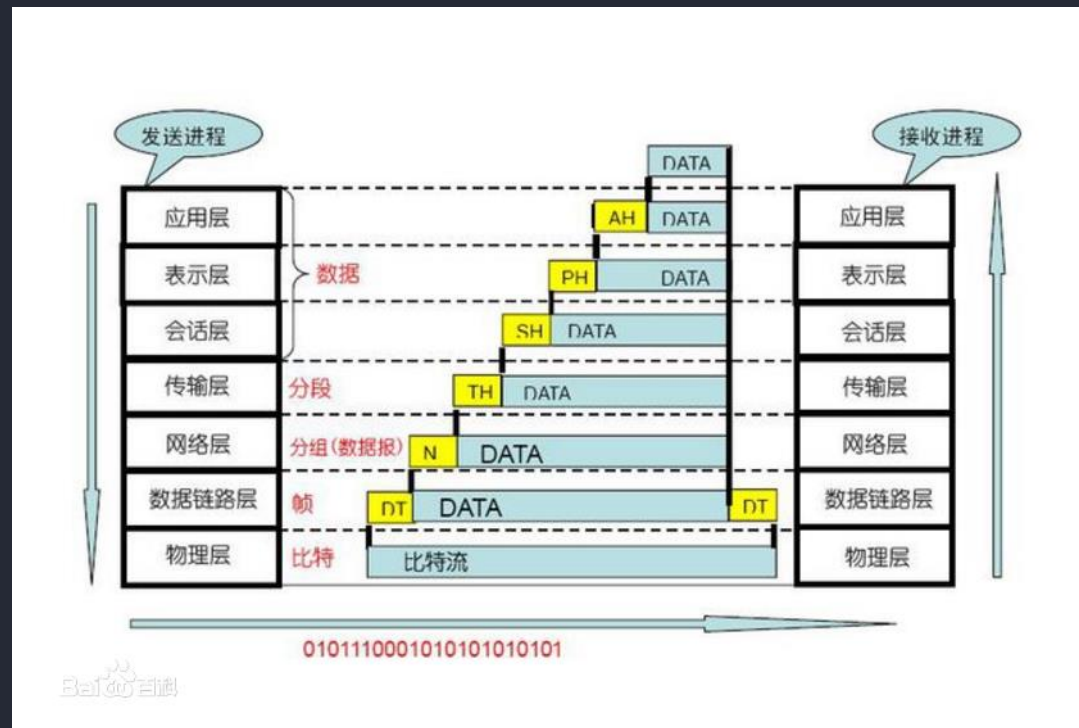 发送进程
接收进程
DATA
应用层
AH
DATA
应用层
表示层
数据
PH
DATA
表示层
会话层
SH
DATA
会话层
传输层
分段
TH
DATA
传输层
网络层
分组(数据报)
N
DATA
网络层
数据链路层
帧
DT
DATA
DT
数据链路层
物理层
比特
比特流
物理层
0101110001010101010101
Bai du 百科